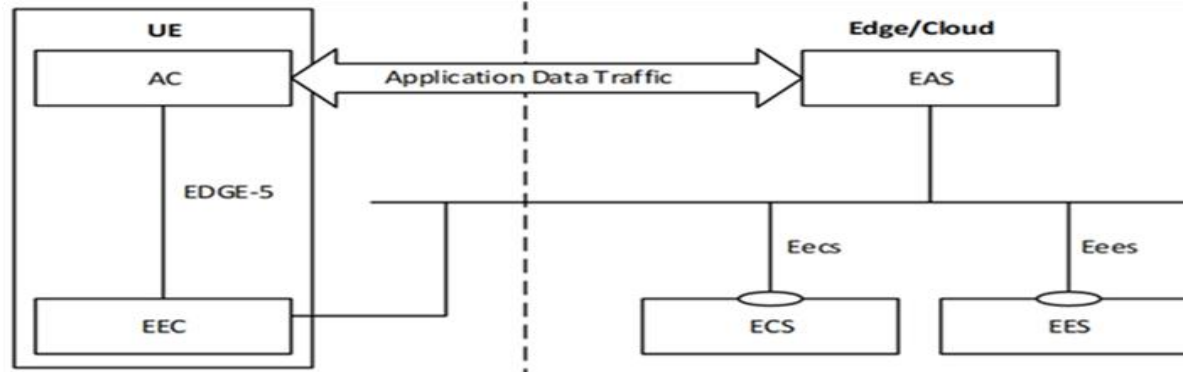 UE
Edge/Cloud
AC
Application Data Traffic
EAS
EDGE-5
Eecs
Eees
EEC
ECS
EES